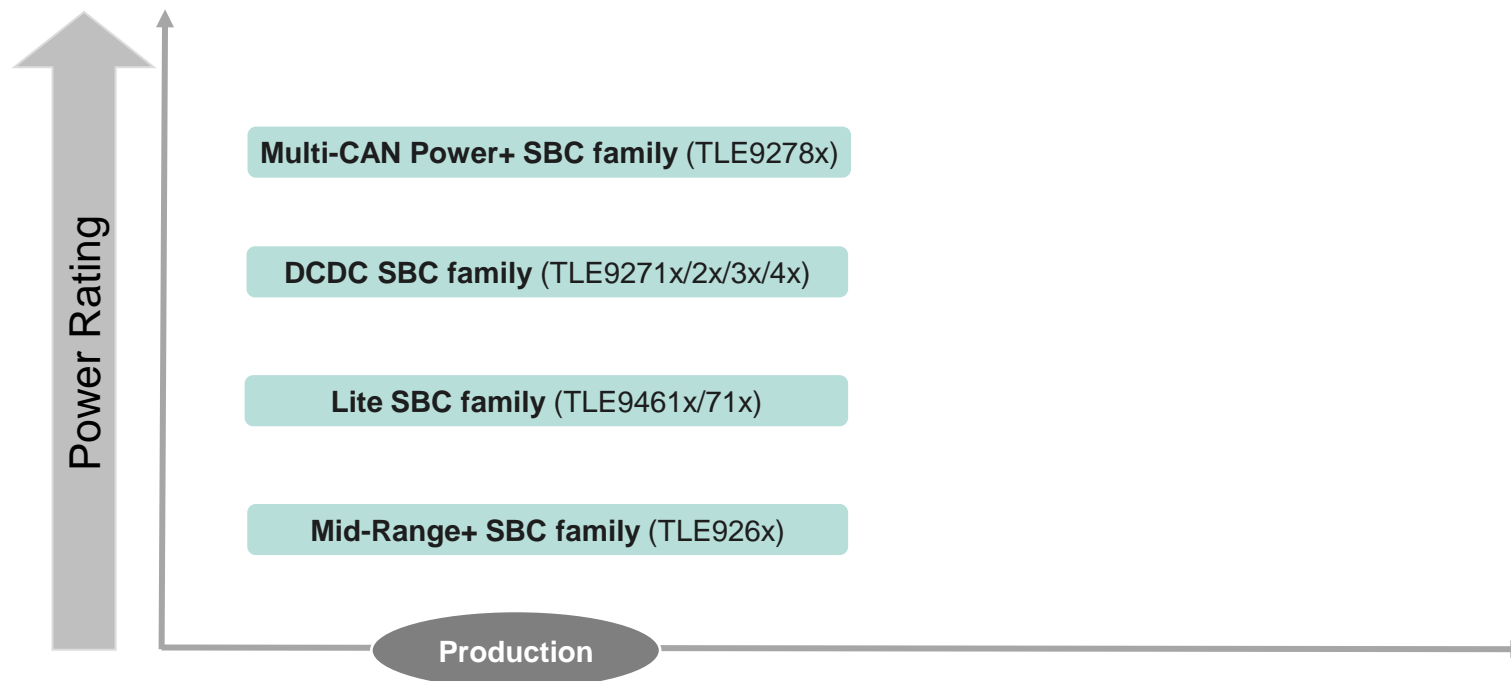 Power Rating
Multi-CAN Power+ SBC family (TLE9278x)
DCDC SBC family (TLE9271x/2x/3x/4x)
Lite SBC family (TLE9461x/71x)
Mid-Range+ SBC family (TLE926x)
Production